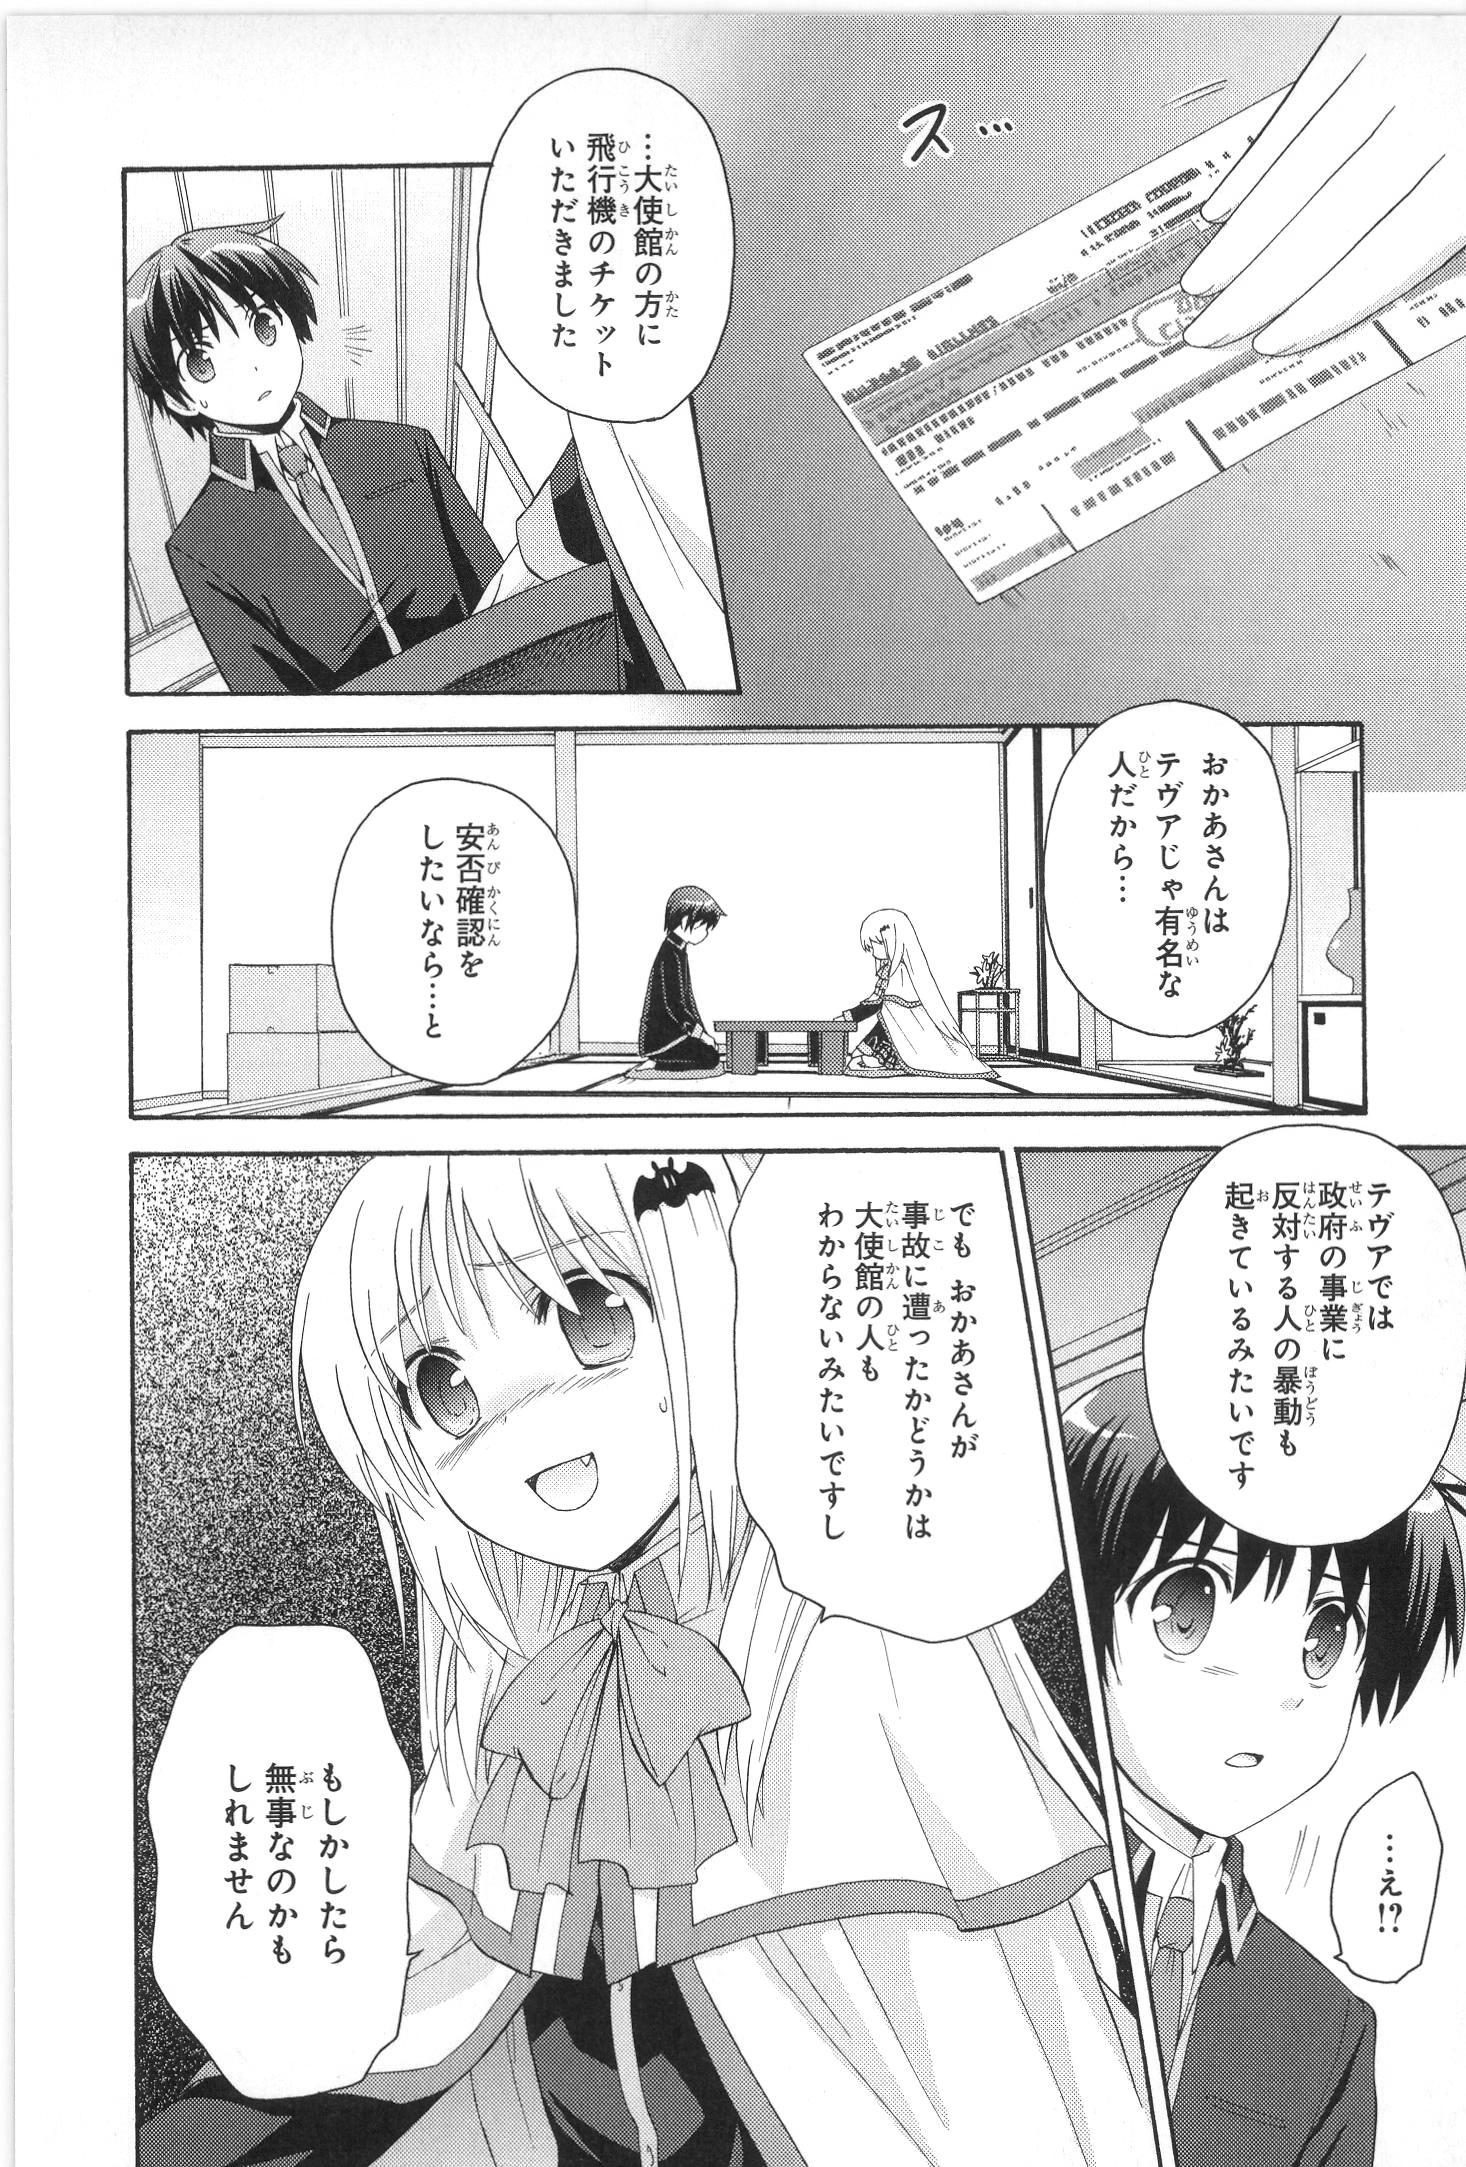 ス…
…大使館の方に
飛行機のチケット
いただきました
おかあさんは
テヴアじゃ有名な
人だから…
安否確認を
したいなら…と
テヴアでは
政府の事業に
反対する人の暴動も
起きているみたいです
…え!?
でも おかあさんが
事故に遭ったかどうかは
大使館の人も
わからないみたいですし
もしかしたら
無事なのかも
しれません